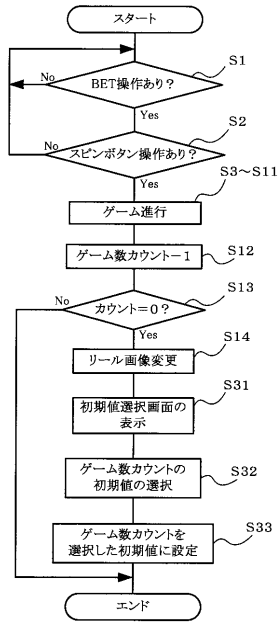 スタート
S1
No
BET操作あり?
Yes
S2
No
スピンボタン操作あり?
Yes
S3～S11
ゲーム進行
S12
ゲーム数カウント－1
S13
No
カウント＝0?
Yes
S14
リール画像変更
S31
初期値選択画面の
表示
S32
ゲーム数カウントの
初期値の選択
S33
ゲーム数カウントを
選択した初期値に設定
エンド